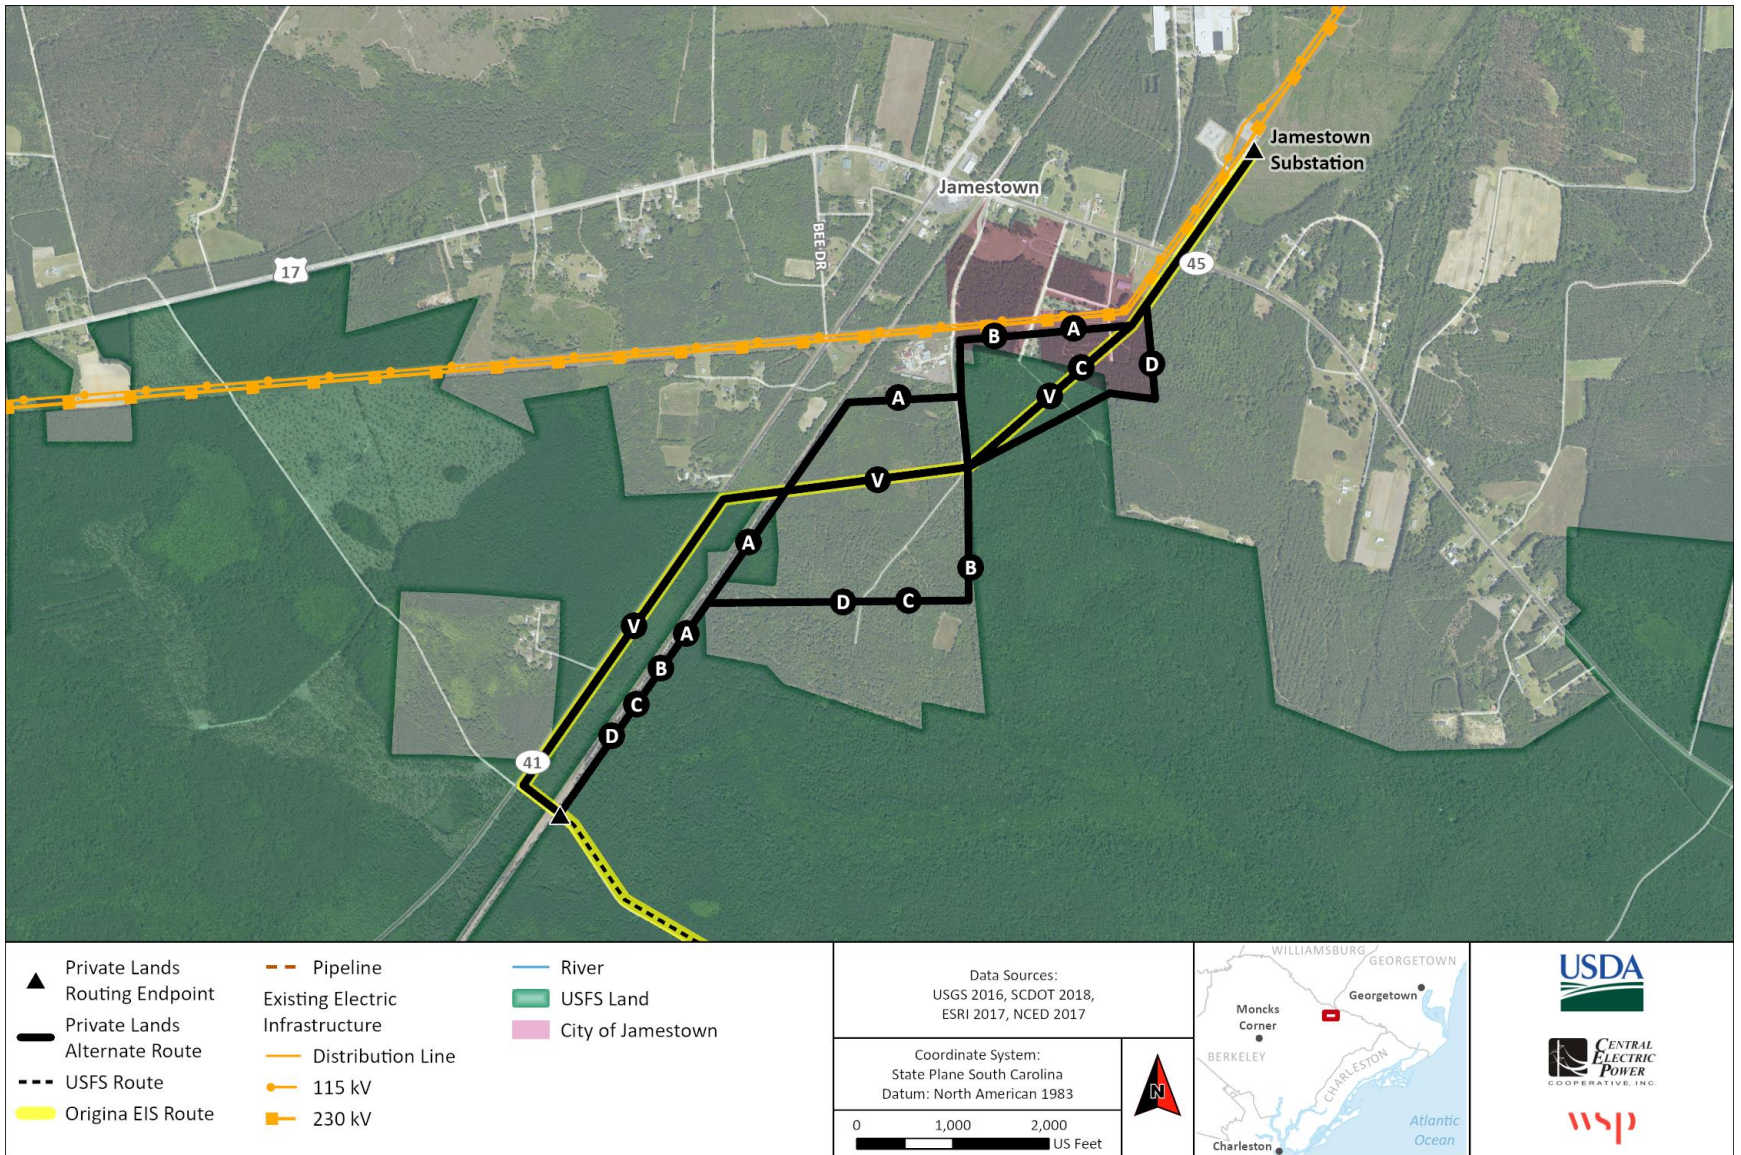 Jamestown
Substation
Jamestown
BEE DR
17
45
B
A
D
C
V
A
V
A
B
D
C
V
A
B
C
D
41
Private Lands
Routing Endpoint
Private Lands
Alternate Route
USFS Route
Origina EIS Route
Pipeline
Existing Electric
Infrastructure
Distribution Line
115 kV
230 kV
River
USFS Land
City of Jamestown
Data Sources:
USGS 2016, SCDOT 2018,
ESRI 2017, NCED 2017
Coordinate System:
State Plane South Carolina
Datum: North American 1983
0 1,000 2,000
US Feet
N
WILLIAMSBURG
GEORGETOWN
Georgetown
Moncks
Corner
BERKELEY
CHARLESTON
Atlantic
Ocean
Charleston
USDA
CENTRAL
ELECTRIC
POWER
COOPERATIVE, INC.
wsp